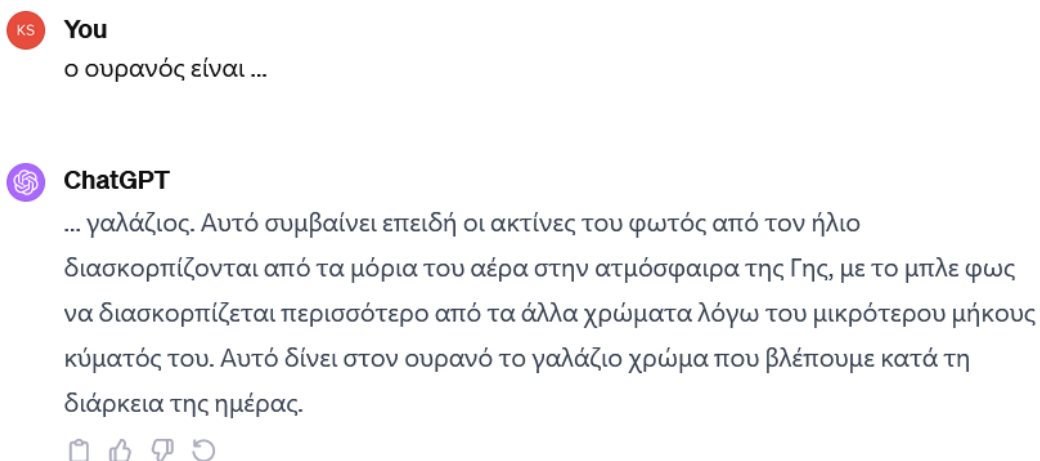 KS
You
ο ουρανός είναι ...
ChatGPT
... γαλάζιος. Αυτό συμβαίνει επειδή οι ακτίνες του φωτός από τον ήλιο
διασκορπίζονται από τα μόρια του αέρα στην ατμόσφαιρα της Γης, με το μπλε φως
να διασκορπίζεται περισσότερο από τα άλλα χρώματα λόγω του μικρότερου μήκους
κύματός του. Αυτό δίνει στον ουρανό το γαλάζιο χρώμα που βλέπουμε κατά τη
διάρκεια της ημέρας.